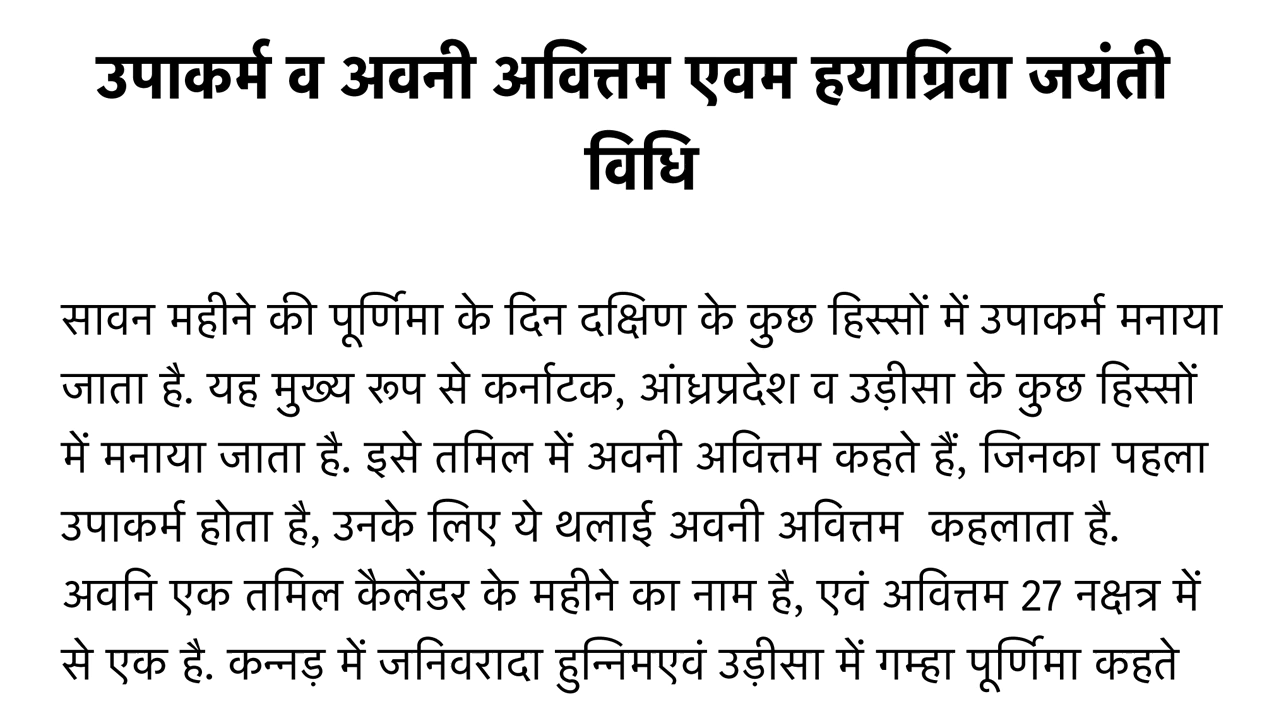 उपाकर्म व अवनी अवित्तम एवम हयाग्रिवा जयंती
विधि
सावन महीने की पूर्णिमा के दिन दक्षिण के कुछ हिस्सों में उपाकर्म मनाया
जाता है. यह मुख्य रूप से कर्नाटक, आंध्रप्रदेश व उड़ीसा के कुछ हिस्सों
में मनाया जाता है. इसे तमिल में अवनी अवित्तम कहते हैं, जिनका पहला
उपाकर्म होता है, उनके लिए ये थलाई अवनी अवित्तम  कहलाता है.
अवनि एक तमिल कैलेंडर के महीने का नाम है, एवं अवित्तम 27 नक्षत्र में
से एक है. कन्नड़ में जनिवरादा हुन्निमएवं उड़ीसा में गम्हा पूर्णिमा कहते